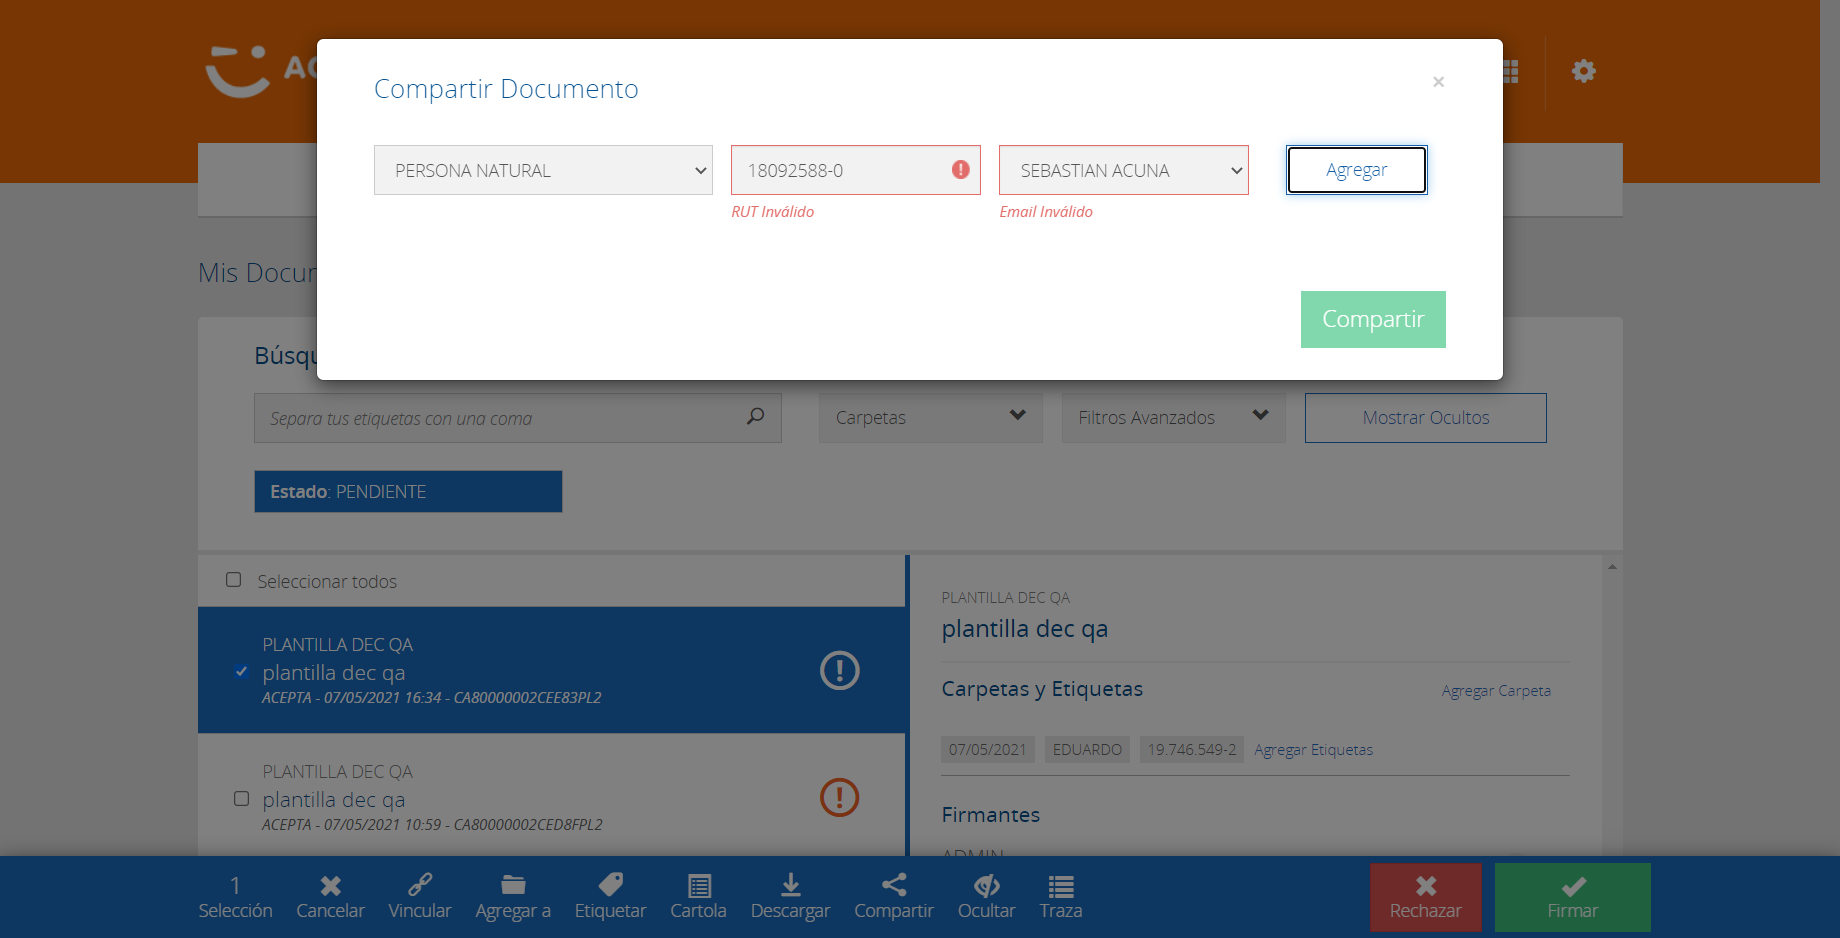 AC
Compartir Documento
×
PERSONA NATURAL
18092588-0
SEBASTIAN ACUNA
Agregar
RUT Inválido
Email Inválido
Compartir
Mis Docu
Búsqu
Separa tus etiquetas con una coma
Carpetas
Filtros Avanzados
Mostrar Ocultos
Estado: PENDIENTE
Seleccionar todos
PLANTILLA DEC QA
plantilla dec qa
ACEPTA - 07/05/2021 16:34 - CA80000002CEE83PL2
PLANTILLA DEC QA
plantilla dec qa
ACEPTA - 07/05/2021 10:59 - CA80000002CED8FPL2
PLANTILLA DEC QA
plantilla dec qa
Carpetas y Etiquetas
Agregar Carpeta
07/05/2021
EDUARDO
19.746.549-2
Agregar Etiquetas
Firmantes
ADMIN
1
Selección
Cancelar
Vincular
Agregar a
Etiquetar
Cartola
Descargar
Compartir
Ocultar
Traza
Rechazar
Firmar